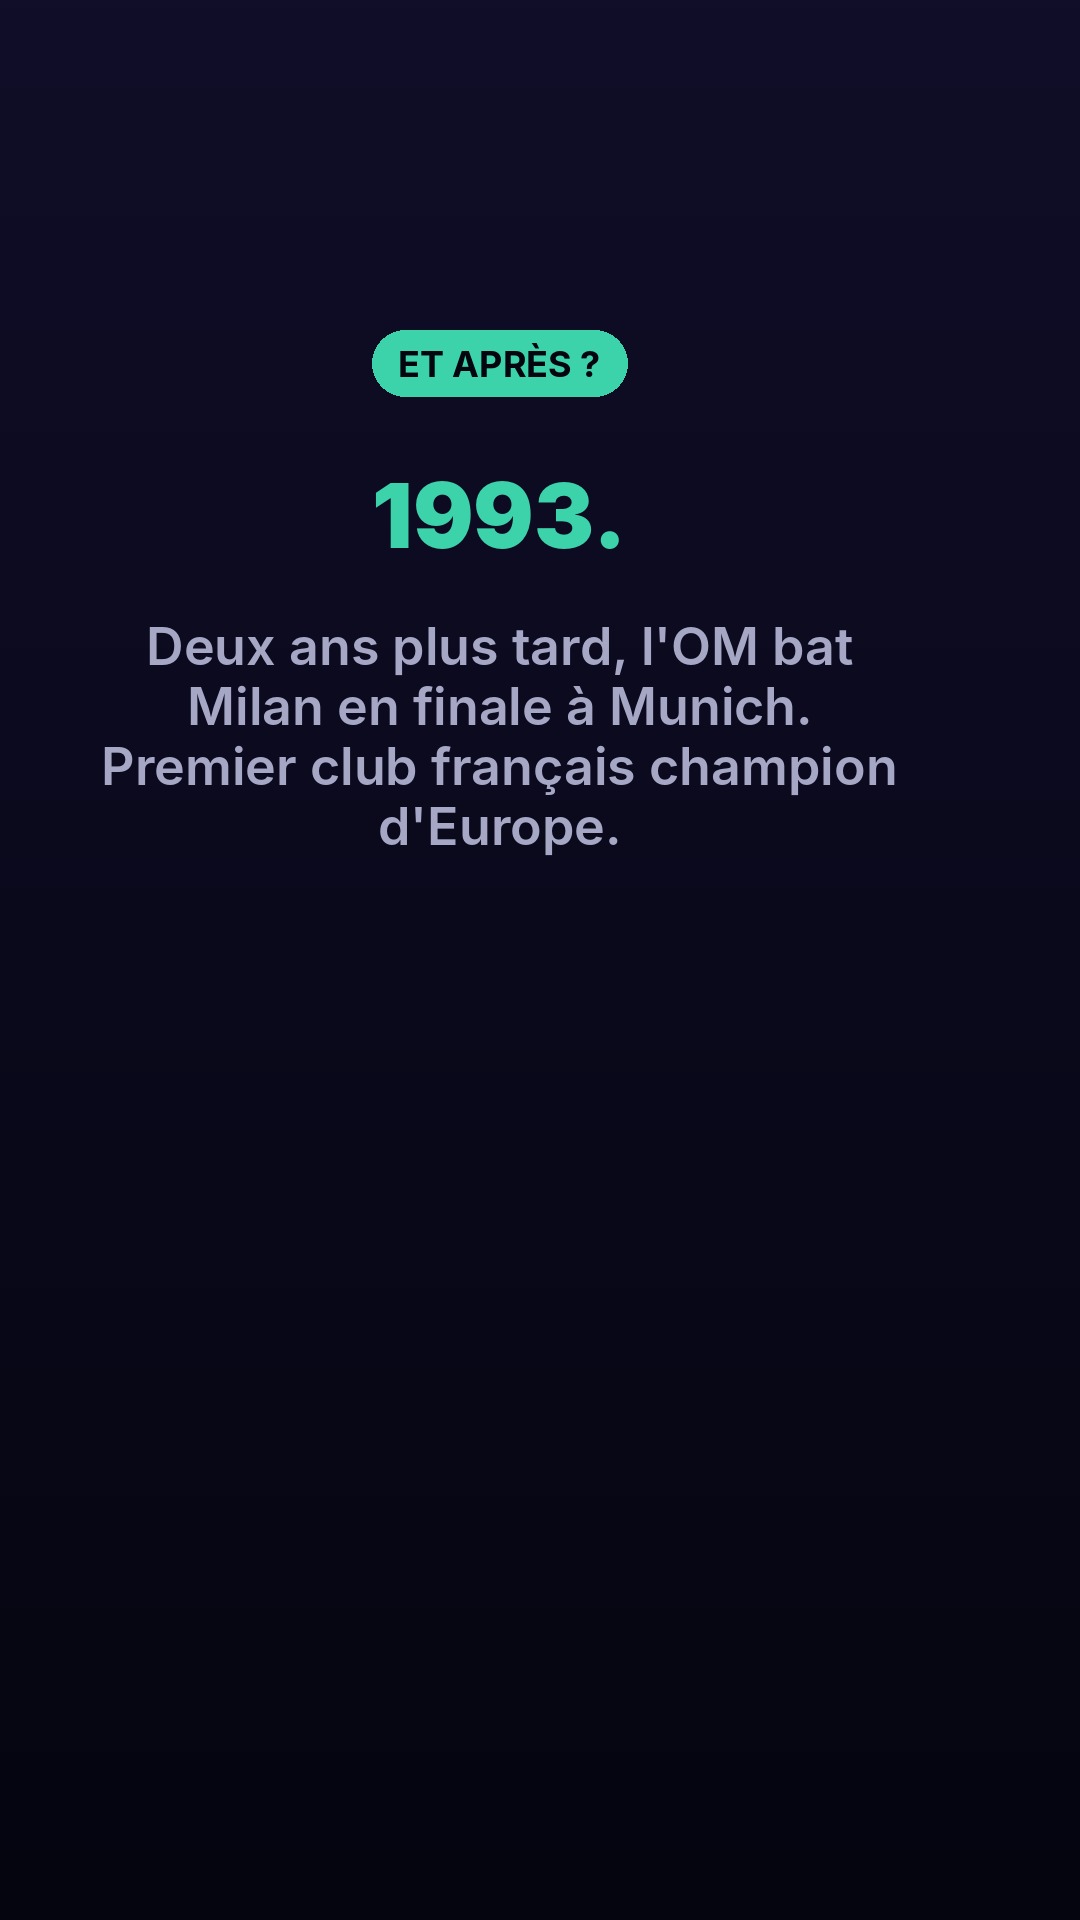 ET APRÈS ?
1993.
Deux ans plus tard, l'OM bat
Milan en finale à Munich.
Premier club français champion
d'Europe.